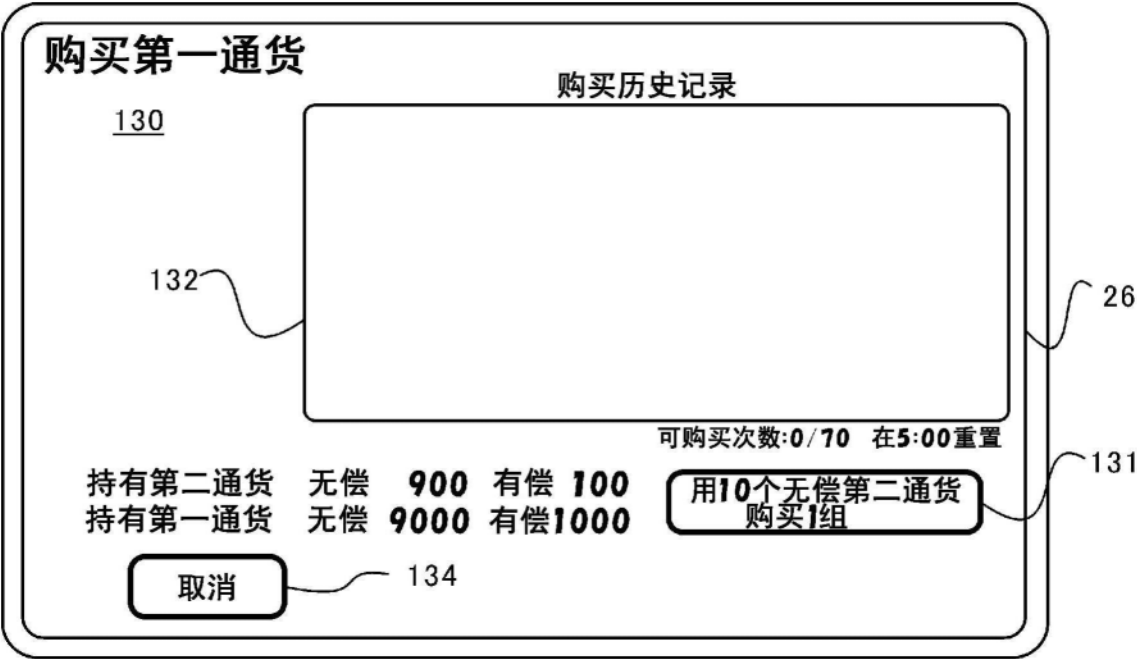 购买第一通货
购买历史记录
130
132
26
可购买次数:0/70 在5:00重置
131
持有第二通货 无偿 900 有偿 100
持有第一通货 无偿 9000 有偿1000
用10个无偿第二通货
购买1组
取消
134